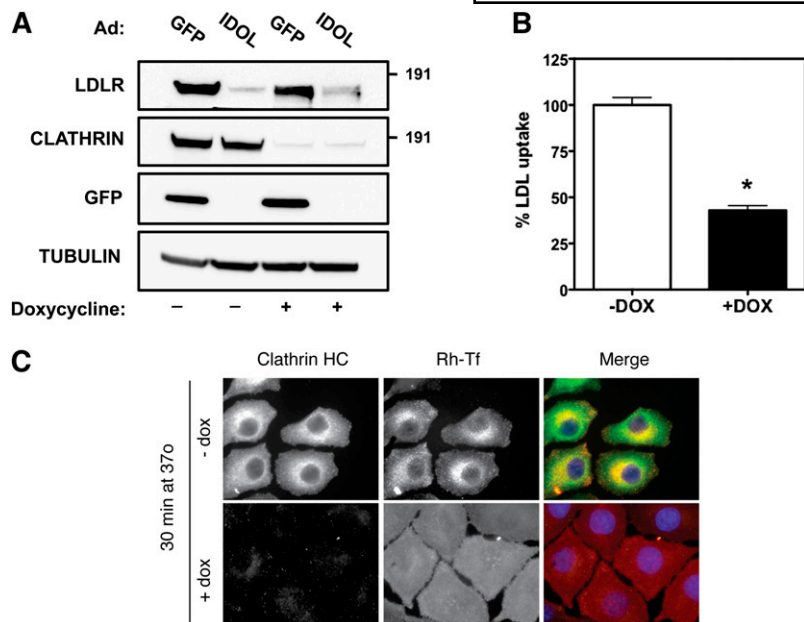 A
Ad:
GFP IDOL GFP IDOL
LDLR
191
CLATHRIN
191
GFP
TUBULIN
Doxycycline: – – + +
B
% LDL uptake
125
100
75
50
25
0
*
-DOX +DOX
C
Clathrin HC Rh-Tf Merge
30 min at 37o
- dox
+ dox